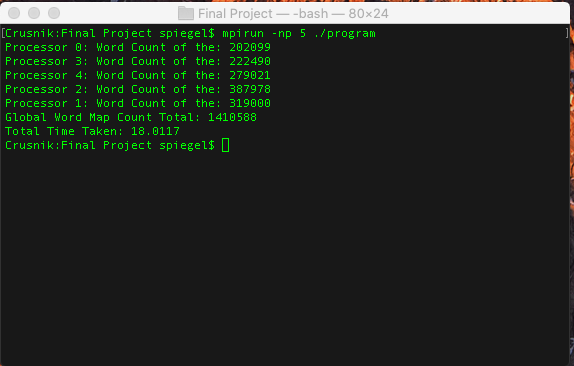 Final Project — -bash — 80×24
[Crusnik:Final Project spiegel$ mpirun -np 5 ./program ]
Processor 0: Word Count of the: 202099
Processor 3: Word Count of the: 222490
Processor 4: Word Count of the: 279021
Processor 2: Word Count of the: 387978
Processor 1: Word Count of the: 319000
Global Word Map Count Total: 1410588
Total Time Taken: 18.0117
Crusnik:Final Project spiegel$